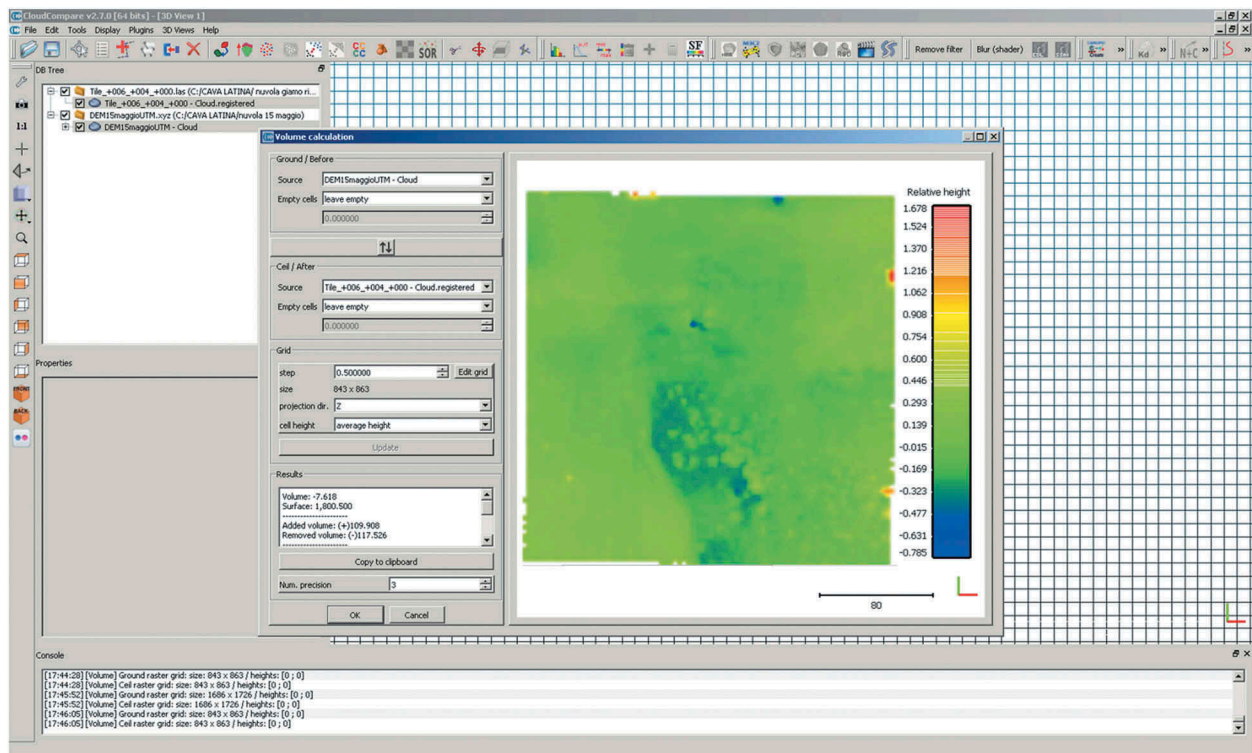 CloudCompare v2.7.0 [64 bits] - [3D View 1]
File Edit Tools Display Plugins 3D Views Help
SOR SF Remove filter Blur (shader) Kd N+C S
DB Tree
Tile_+006_+004_+000.las (C:/CAVA LATINA/ nuvola giamo ri...
Tile_+006_+004_+000 - Cloud.registered
DEM15maggioUTM.xyz (C:/CAVA LATINA/nuvola 15 maggio)
DEM15maggioUTM - Cloud
1:1
FRONT
BACK
Properties
Volume calculation
Ground / Before
Source DEM15maggioUTM - Cloud
Empty cells leave empty
0.000000
Ceil / After
Source Tile_+006_+004_+000 - Cloud.registered
Empty cells leave empty
0.000000
Grid
step 0.500000 Edit grid
size 843 x 863
projection dir. Z
cell height average height
Update
Results
Volume: -7.618
Surface: 1,800.500
----------------------
Added volume: (+)109.908
Removed volume: (-)117.526
----------------------
Copy to clipboard
Num. precision 3
OK Cancel
Relative height
1.678
1.524
1.370
1.216
1.062
0.908
0.754
0.600
0.446
0.293
0.139
-0.015
-0.169
-0.323
-0.477
-0.631
-0.785
80
Console
[17:44:28] [Volume] Ground raster grid: size: 843 x 863 / heights: [0 ; 0]
[17:44:28] [Volume] Ceil raster grid: size: 843 x 863 / heights: [0 ; 0]
[17:45:52] [Volume] Ground raster grid: size: 1686 x 1726 / heights: [0 ; 0]
[17:45:52] [Volume] Ceil raster grid: size: 1686 x 1726 / heights: [0 ; 0]
[17:46:05] [Volume] Ground raster grid: size: 843 x 863 / heights: [0 ; 0]
[17:46:05] [Volume] Ceil raster grid: size: 843 x 863 / heights: [0 ; 0]